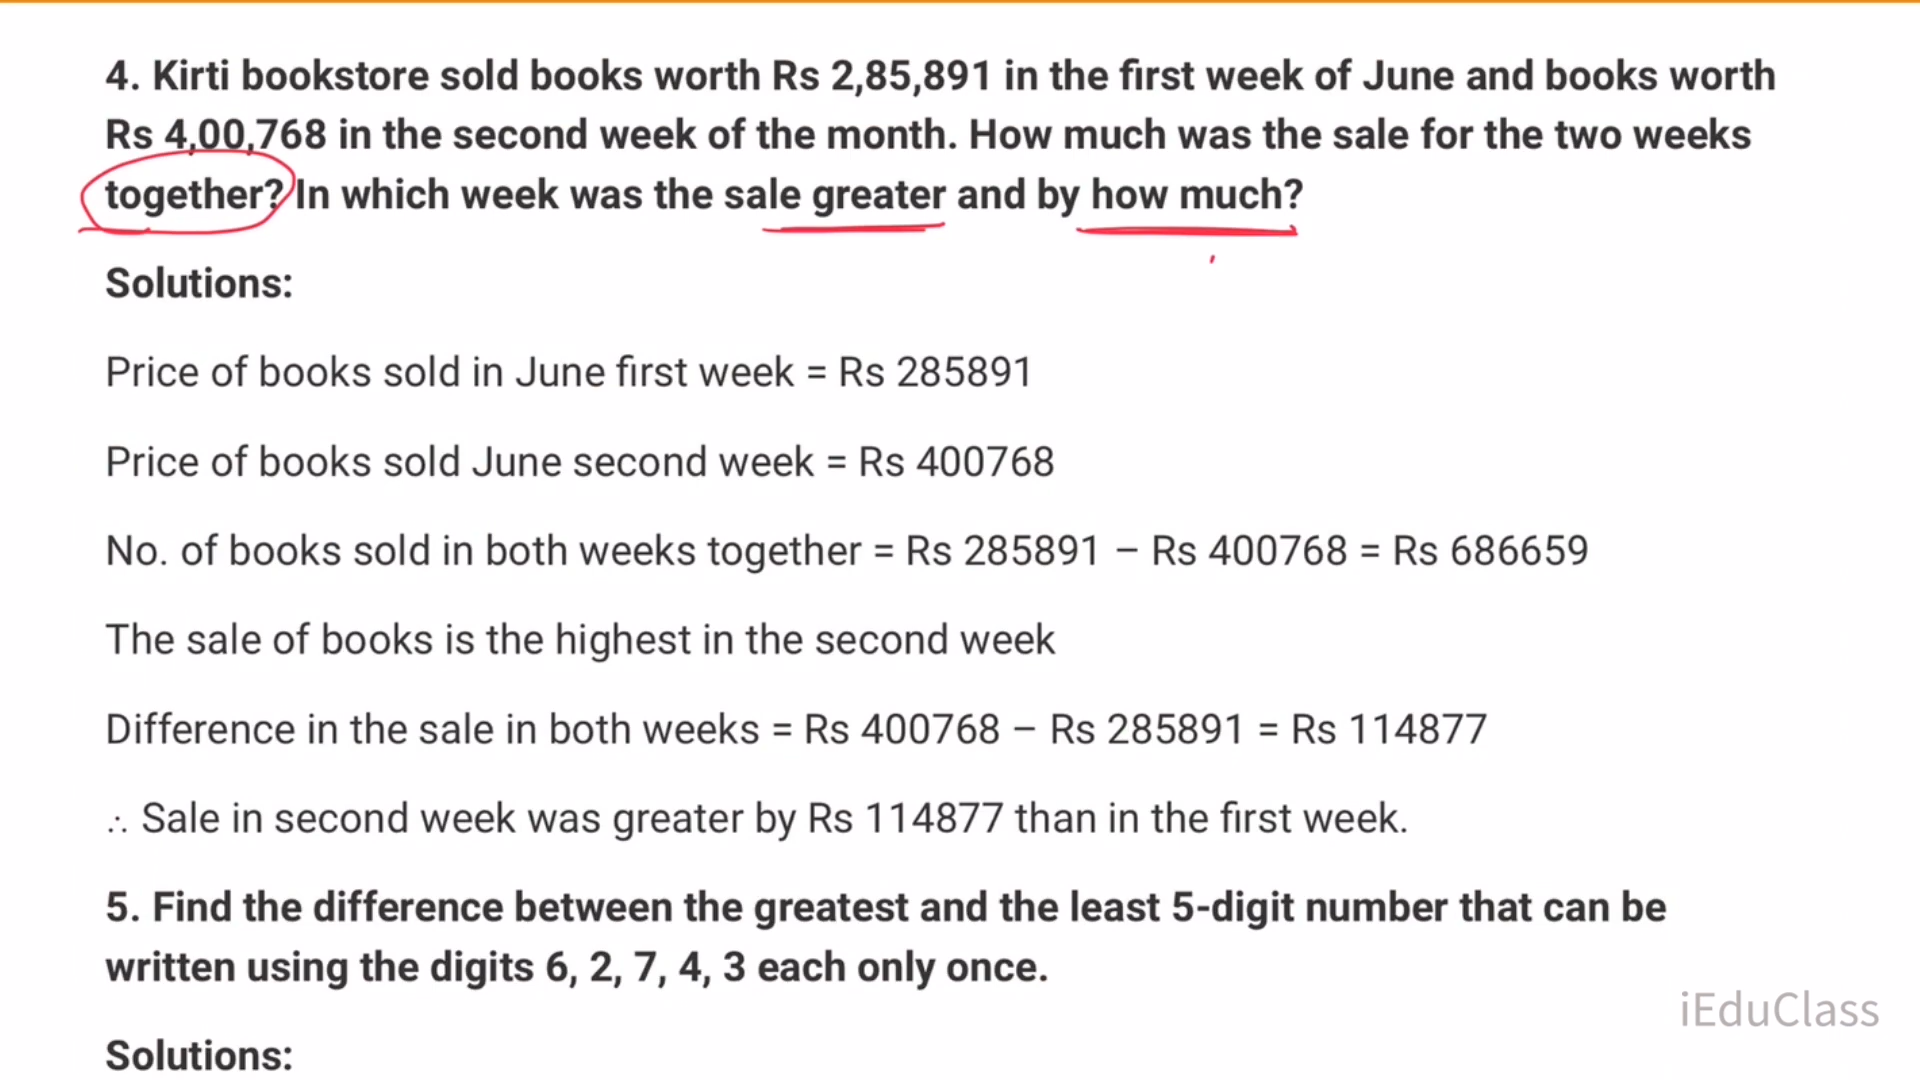 4. Kirti bookstore sold books worth Rs 2,85,891 in the first week of June and books worth
Rs 4,00,768 in the second week of the month. How much was the sale for the two weeks
together? In which week was the sale greater and by how much?
Solutions:
Price of books sold in June first week = Rs 285891
Price of books sold June second week = Rs 400768
No. of books sold in both weeks together = Rs 285891 – Rs 400768 = Rs 686659
The sale of books is the highest in the second week
Difference in the sale in both weeks = Rs 400768 – Rs 285891 = Rs 114877
∴ Sale in second week was greater by Rs 114877 than in the first week.
5. Find the difference between the greatest and the least 5-digit number that can be
written using the digits 6, 2, 7, 4, 3 each only once.
iEduClass
Solutions: